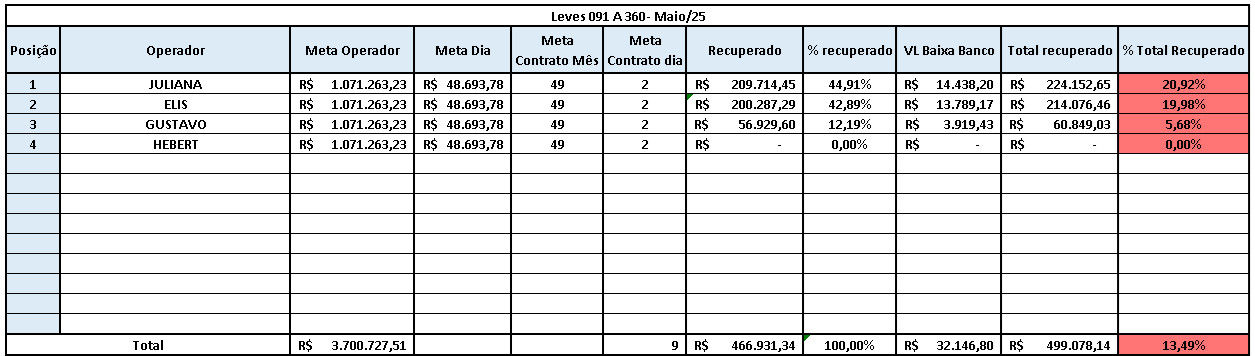 Leves 091 A 360- Maio/25
Posição Operador Meta Operador Meta Dia Meta Contrato Mês Meta Contrato dia Recuperado % recuperado VL Baixa Banco Total recuperado % Total Recuperado
1 JULIANA R$ 1.071.263,23 R$ 48.693,78 49 2 R$ 209.714,45 44,91% R$ 14.438,20 R$ 224.152,65 20,92%
2 ELIS R$ 1.071.263,23 R$ 48.693,78 49 2 R$ 200.287,29 42,89% R$ 13.789,17 R$ 214.076,46 19,98%
3 GUSTAVO R$ 1.071.263,23 R$ 48.693,78 49 2 R$ 56.929,60 12,19% R$ 3.919,43 R$ 60.849,03 5,68%
4 HEBERT R$ 1.071.263,23 R$ 48.693,78 49 2 R$ - 0,00% R$ - R$ - 0,00%
Total R$ 3.700.727,51 9 R$ 466.931,34 100,00% R$ 32.146,80 R$ 499.078,14 13,49%